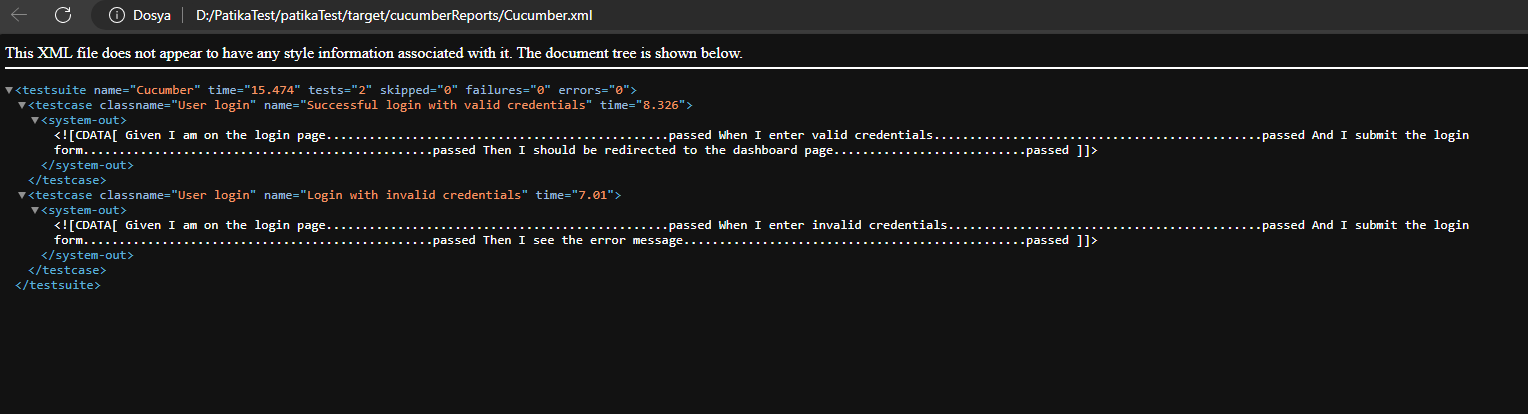 Dosya D:/PatikaTest/patikaTest/target/cucumberReports/Cucumber.xml
This XML file does not appear to have any style information associated with it. The document tree is shown below.
▼<testsuite name="Cucumber" time="15.474" tests="2" skipped="0" failures="0" errors="0">
▼<testcase classname="User login" name="Successful login with valid credentials" time="8.326">
▼<system-out>
<![CDATA[ Given I am on the login page................................................passed When I enter valid credentials..............................................passed And I submit the login
form.................................................passed Then I should be redirected to the dashboard page...........................passed ]]>
</system-out>
</testcase>
▼<testcase classname="User login" name="Login with invalid credentials" time="7.01">
▼<system-out>
<![CDATA[ Given I am on the login page................................................passed When I enter invalid credentials............................................passed And I submit the login
form.................................................passed Then I see the error message................................................passed ]]>
</system-out>
</testcase>
</testsuite>